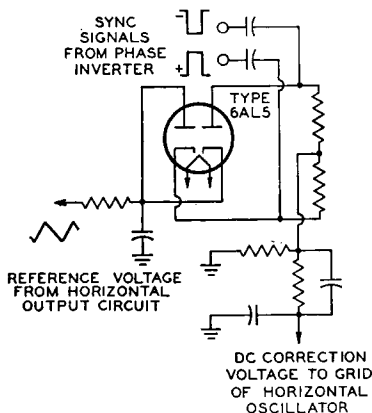 SYNC
SIGNALS
FROM PHASE
INVERTER
−
+
TYPE
6AL5
REFERENCE VOLTAGE
FROM HORIZONTAL
OUTPUT CIRCUIT
DC CORRECTION
VOLTAGE TO GRID
OF HORIZONTAL
OSCILLATOR